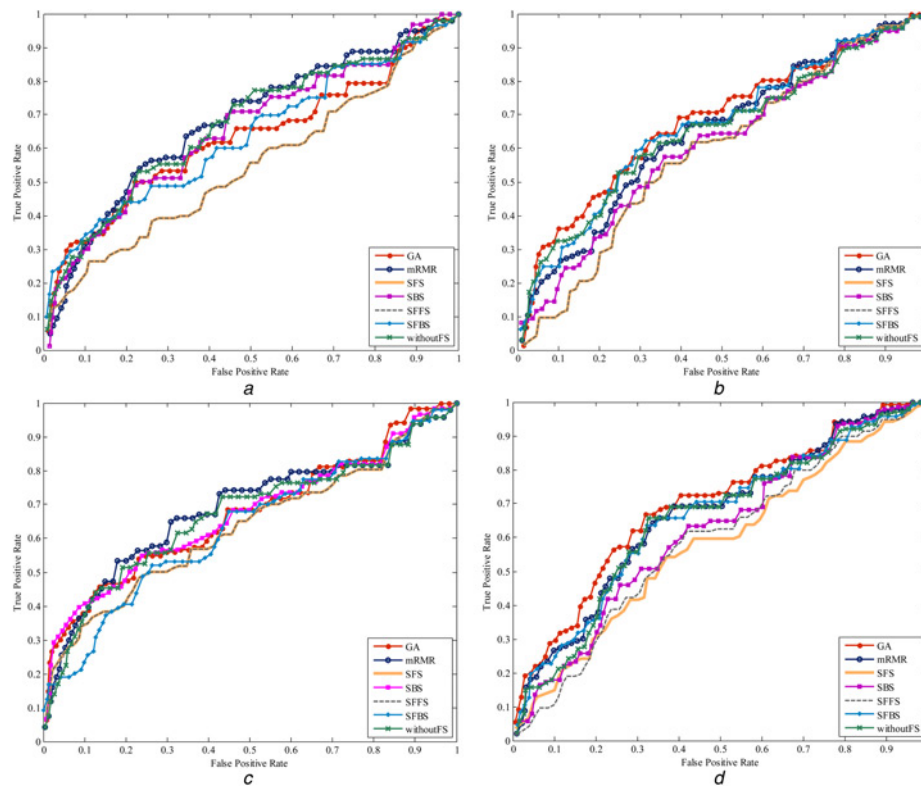 1
0.9
0.8
0.7
0.6
0.5
0.4
0.3
0.2
0.1
0
True Positive Rate
GA
mRMR
SFS
SBS
SFFS
SFBS
withoutFS
0.1 0.2 0.3 0.4 0.5 0.6 0.7 0.8 0.9 1
False Positive Rate
a
1
0.9
0.8
0.7
0.6
0.5
0.4
0.3
0.2
0.1
0
True Positive Rate
GA
mRMR
SFS
SBS
SFFS
SFBS
withoutFS
0 0.1 0.2 0.3 0.4 0.5 0.6 0.7 0.8 0.9
False Positive Rate
b
1
0.9
0.8
0.7
0.6
0.5
0.4
0.3
0.2
0.1
0
True Positive Rate
GA
mRMR
SFS
SBS
SFFS
SFBS
withoutFS
0 0.1 0.2 0.3 0.4 0.5 0.6 0.7 0.8 0.9 1
False Positive Rate
c
1
0.9
0.8
0.7
0.6
0.5
0.4
0.3
0.2
0.1
0
True Positive Rate
GA
mRMR
SFS
SBS
SFFS
SFBS
withoutFS
0 0.1 0.2 0.3 0.4 0.5 0.6 0.7 0.8 0.9
False Positive Rate
d